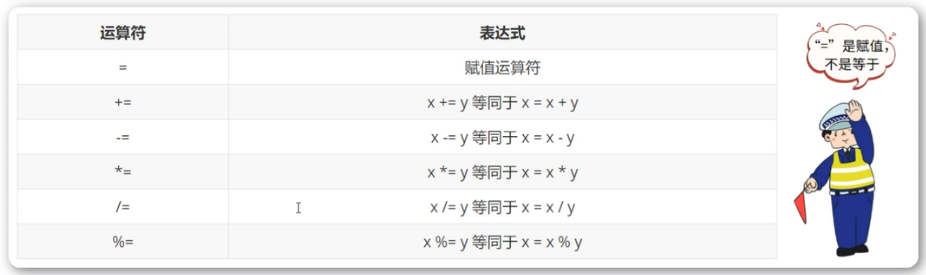 运算符 表达式
= 赋值运算符
+= x += y 等同于 x = x + y
-= x -= y 等同于 x = x - y
*= x *= y 等同于 x = x * y
/= x /= y 等同于 x = x / y
%= x %= y 等同于 x = x % y
“=”是赋值,
不是等于